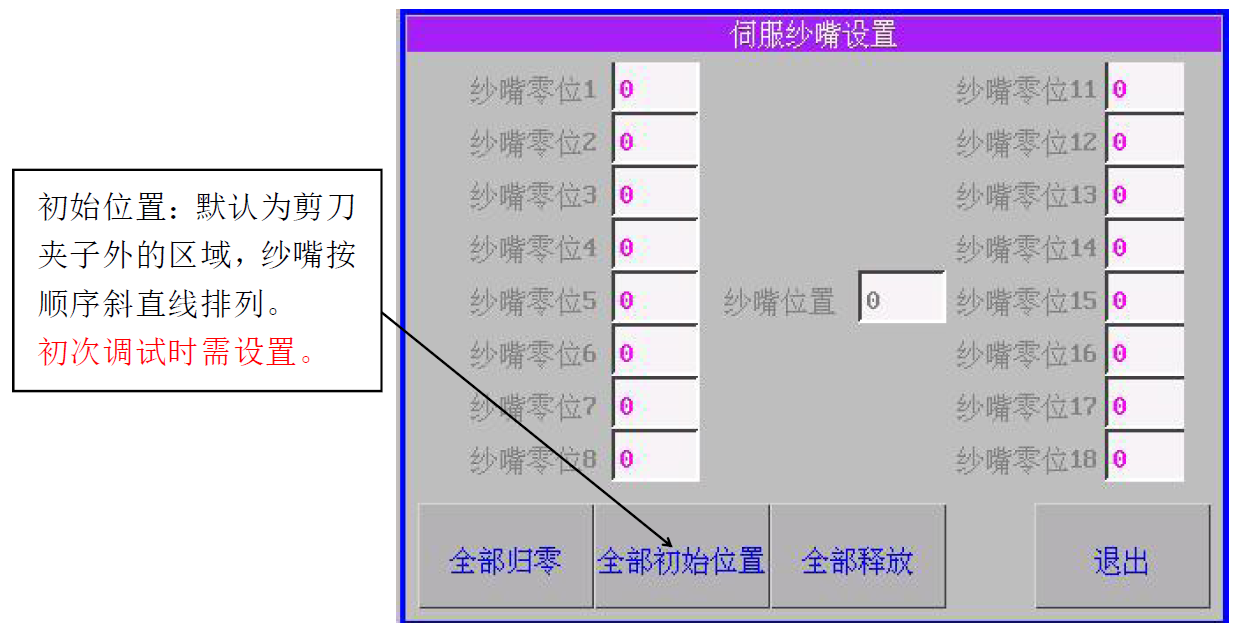 伺服纱嘴设置
纱嘴零位1 0
纱嘴零位11 0
纱嘴零位2 0
纱嘴零位12 0
纱嘴零位3 0
纱嘴零位13 0
纱嘴零位4 0
纱嘴零位14 0
纱嘴零位5 0
纱嘴位置 0
纱嘴零位15 0
纱嘴零位6 0
纱嘴零位16 0
纱嘴零位7 0
纱嘴零位17 0
纱嘴零位8 0
纱嘴零位18 0
全部归零
全部初始位置
全部释放
退出
初始位置：默认为剪刀
夹子外的区域，纱嘴按
顺序斜直线排列。
初次调试时需设置。